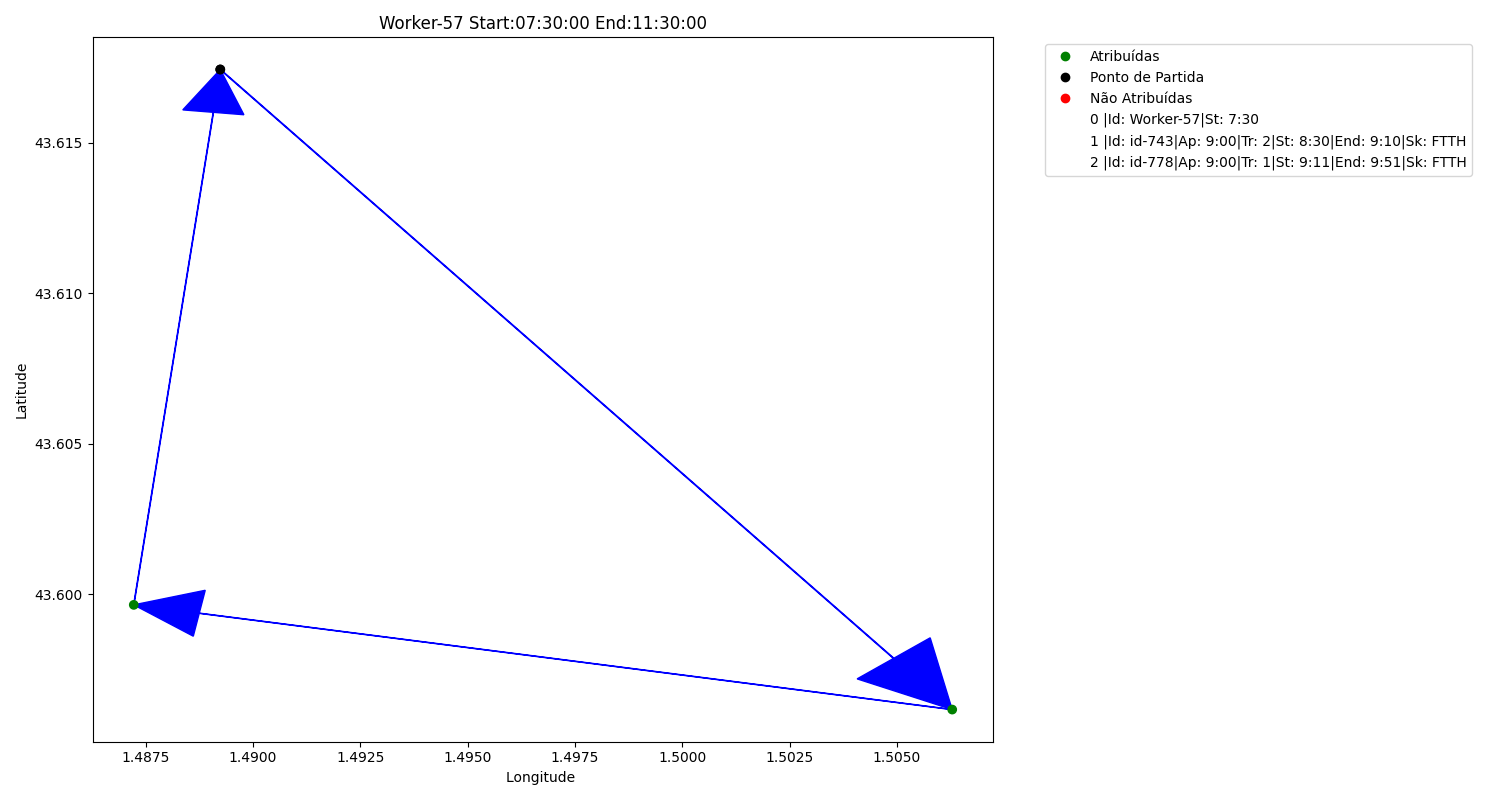 Worker-57 Start:07:30:00 End:11:30:00
Atribuídas
Ponto de Partida
Não Atribuídas
0 |Id: Worker-57|St: 7:30
1 |Id: id-743|Ap: 9:00|Tr: 2|St: 8:30|End: 9:10|Sk: FTTH
2 |Id: id-778|Ap: 9:00|Tr: 1|St: 9:11|End: 9:51|Sk: FTTH
Latitude
43.615
43.610
43.605
43.600
1.4875 1.4900 1.4925 1.4950 1.4975 1.5000 1.5025 1.5050
Longitude